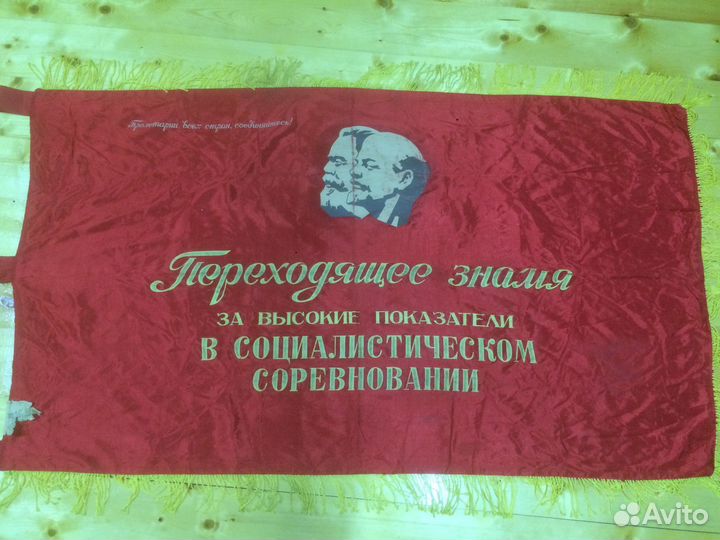 Пролетарии всех стран, соединяйтесь!
Переходящее знамя
ЗА ВЫСОКИЕ ПОКАЗАТЕЛИ
В СОЦИАЛИСТИЧЕСКОМ
СОРЕВНОВАНИИ
Avito